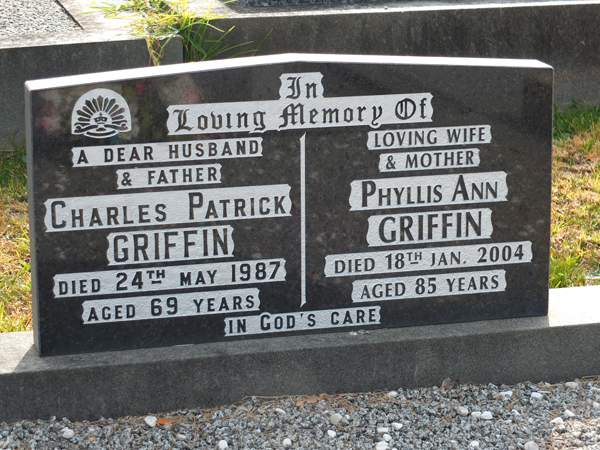 In
Loving Memory Of
A DEAR HUSBAND
& FATHER
CHARLES PATRICK
GRIFFIN
DIED 24TH MAY 1987
AGED 69 YEARS
LOVING WIFE
& MOTHER
PHYLLIS ANN
GRIFFIN
DIED 18TH JAN. 2004
AGED 85 YEARS
IN GOD'S CARE